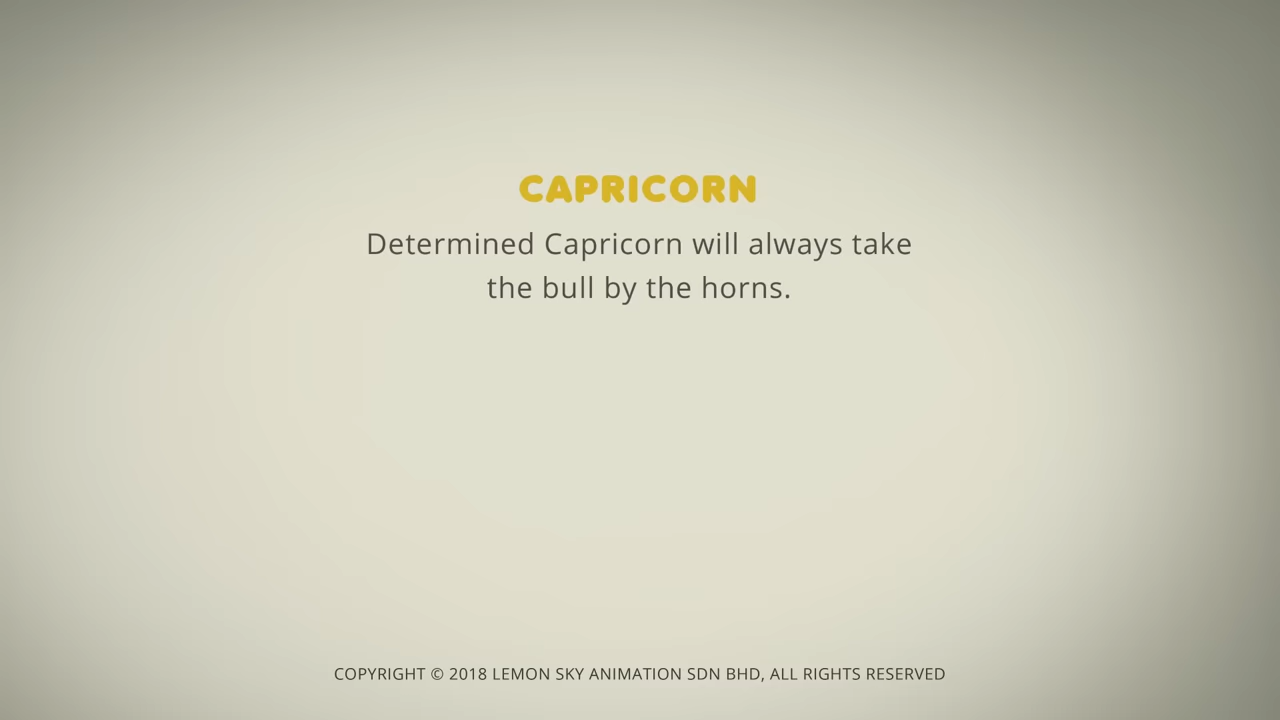 CAPRICORN
Determined Capricorn will always take
the bull by the horns.
COPYRIGHT © 2018 LEMON SKY ANIMATION SDN BHD, ALL RIGHTS RESERVED